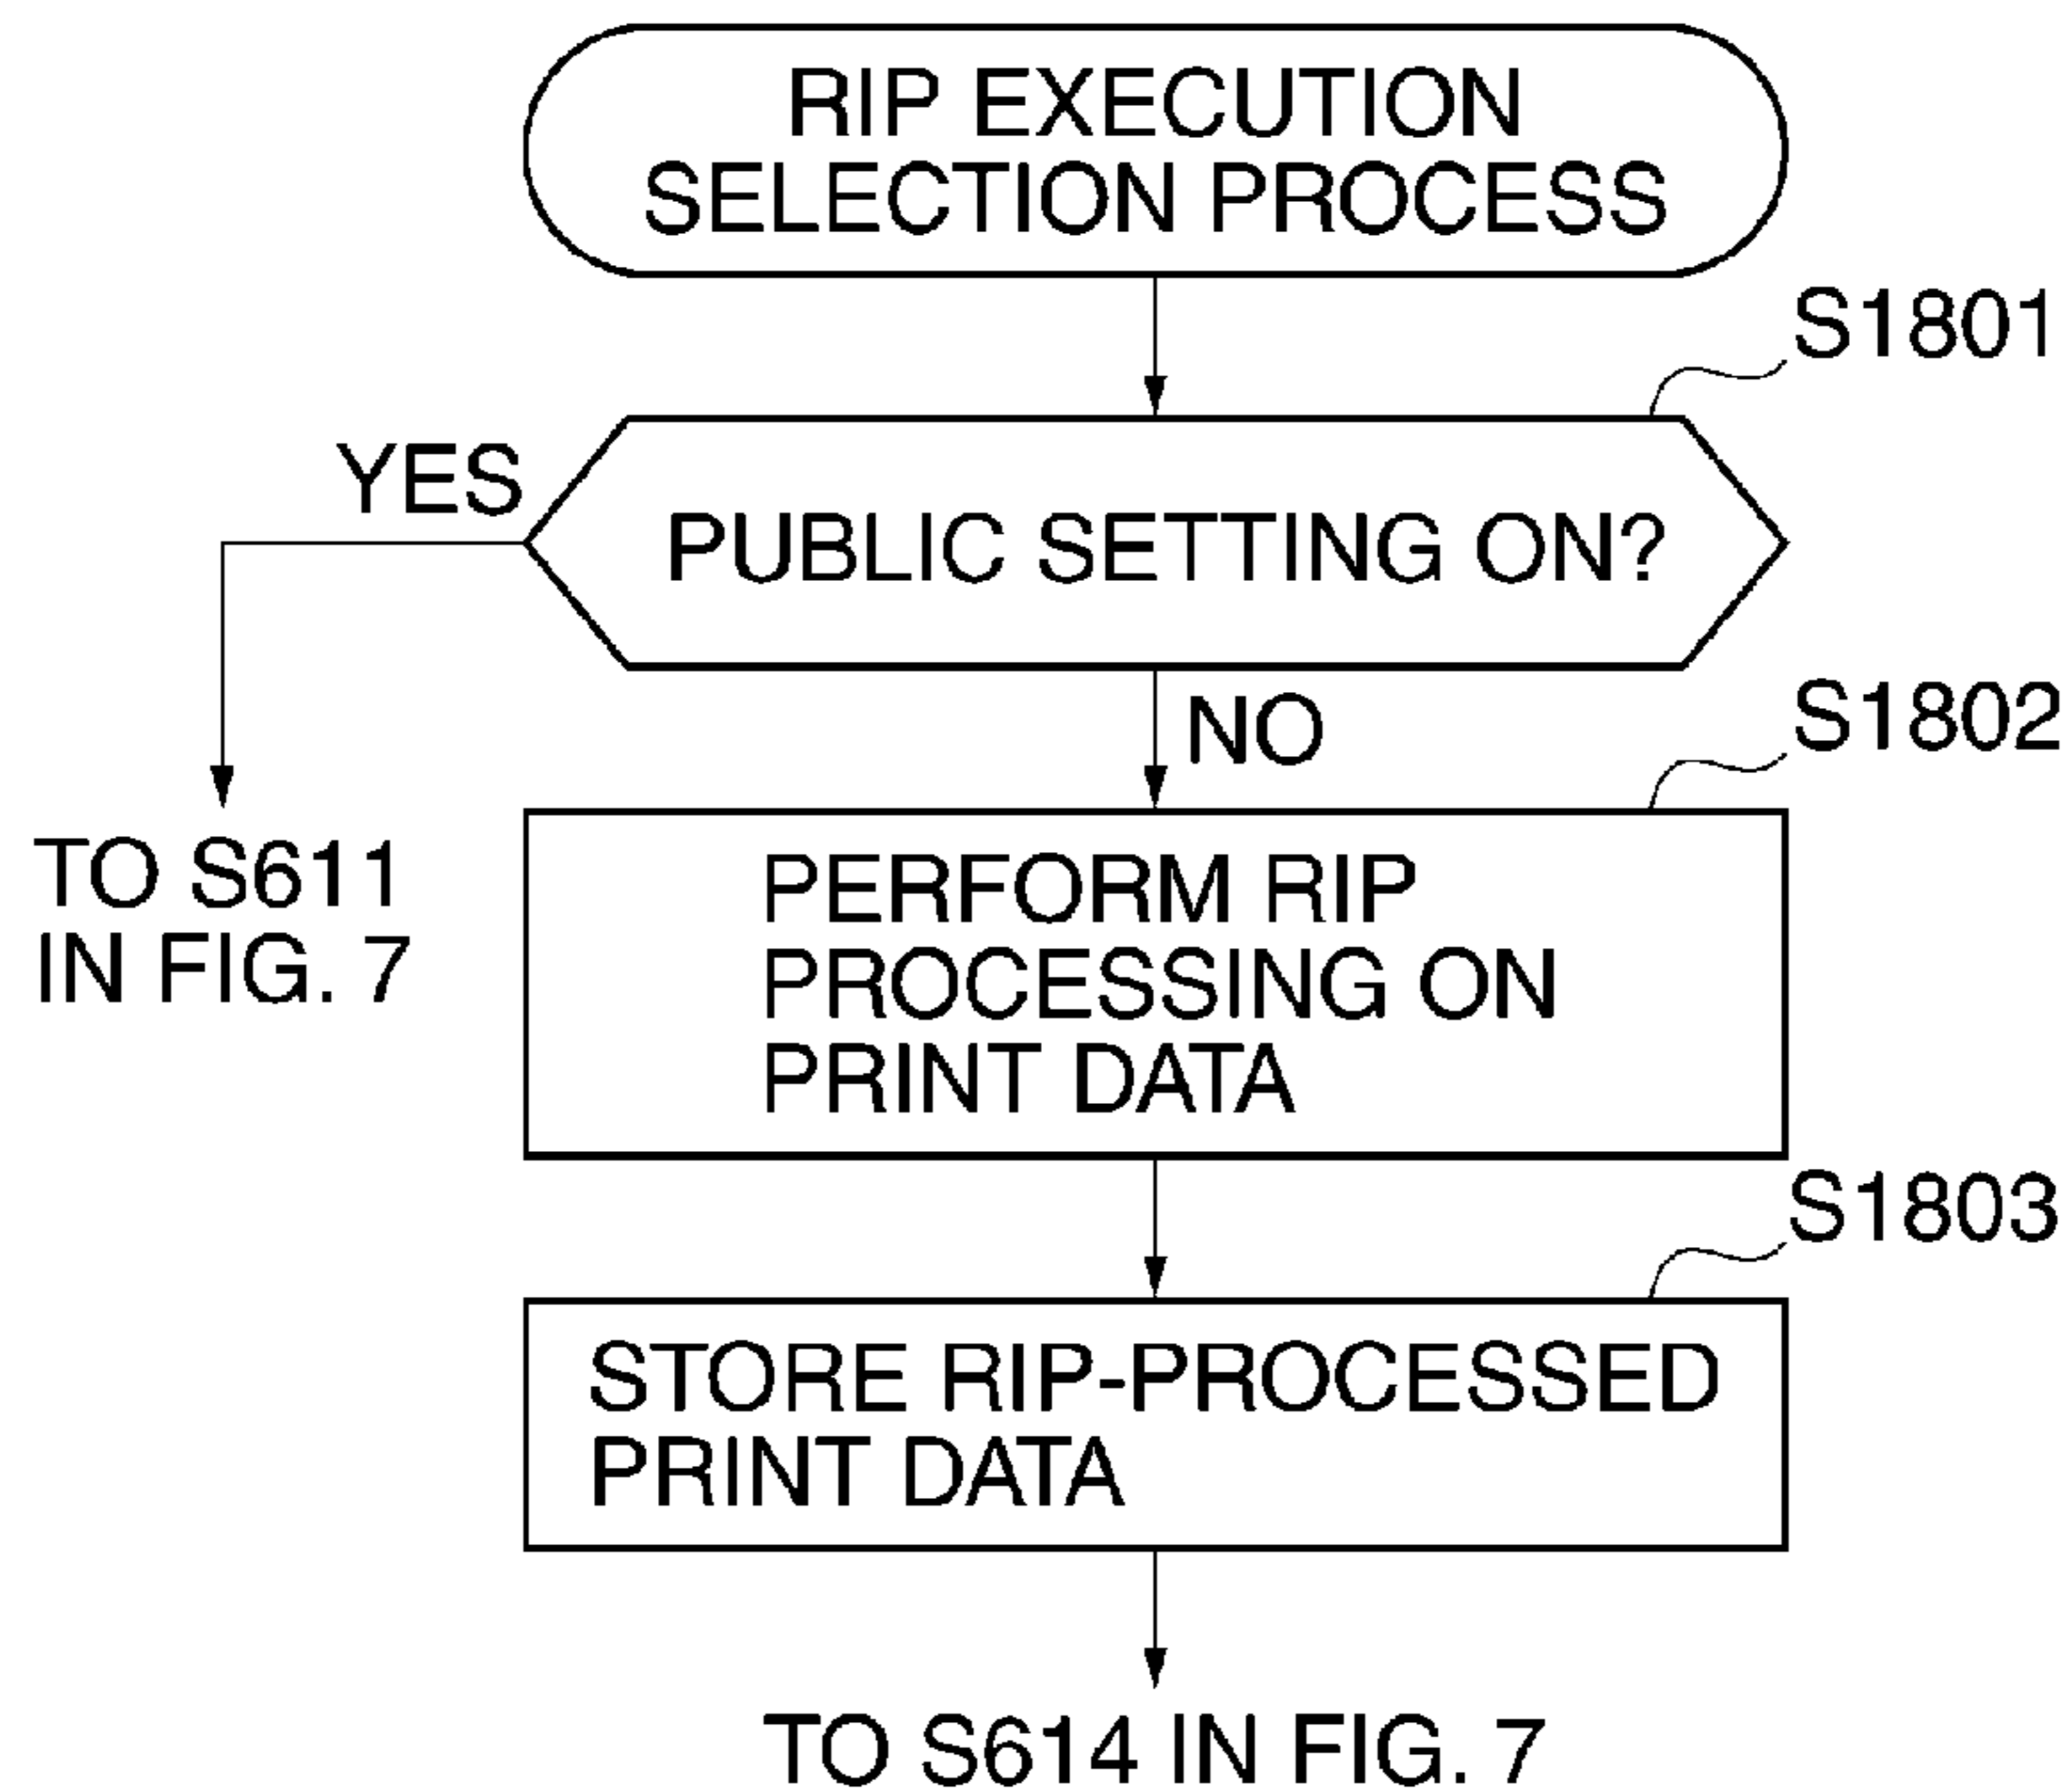 RIP EXECUTION
SELECTION PROCESS
S1801
YES
PUBLIC SETTING ON?
NO
S1802
TO S611
IN FIG. 7
PERFORM RIP
PROCESSING ON
PRINT DATA
S1803
STORE RIP-PROCESSED
PRINT DATA
TO S614 IN FIG. 7